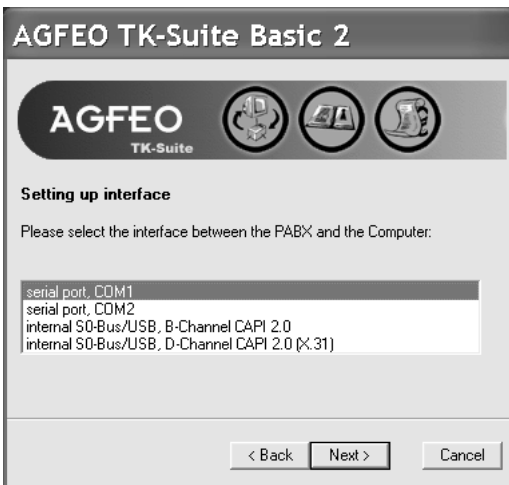 AGFEO TK-Suite Basic 2
AGFEO
TK-Suite
Setting up interface
Please select the interface between the PABX and the Computer:
serial port, COM1
serial port, COM2
internal S0-Bus/USB, B-Channel CAPI 2.0
internal S0-Bus/USB, D-Channel CAPI 2.0 (X.31)
< Back Next > Cancel